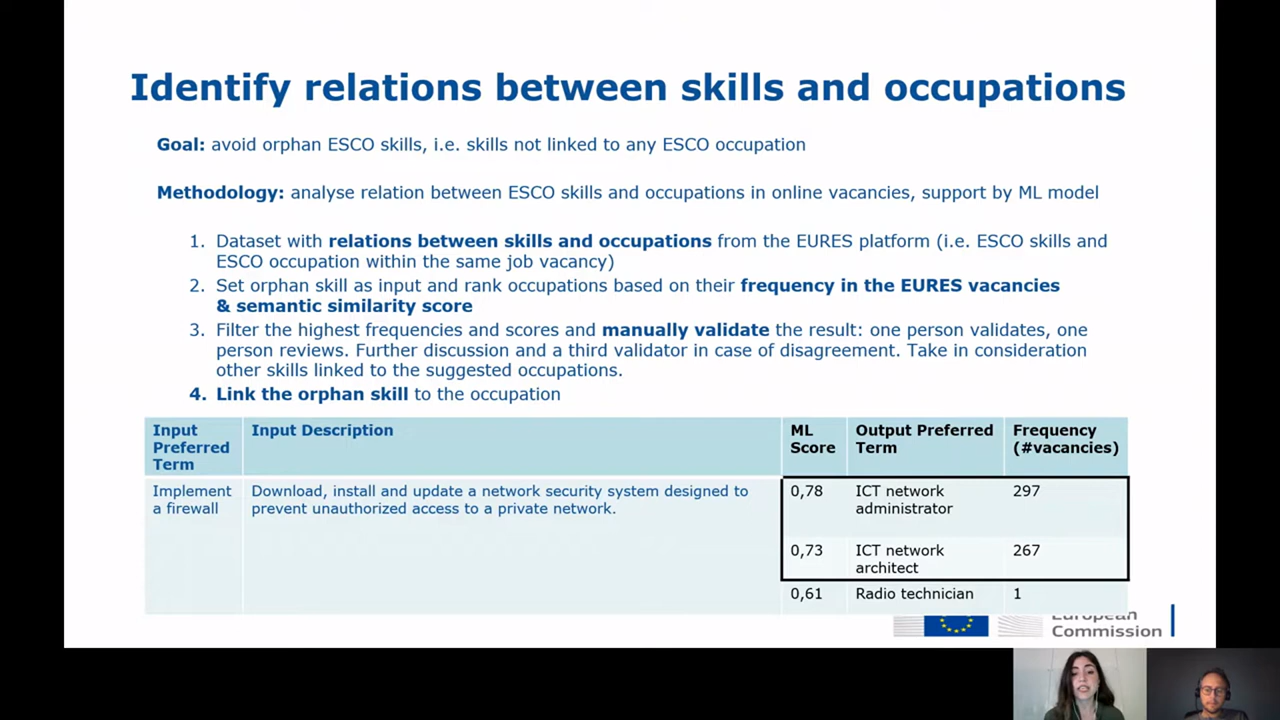 Identify relations between skills and occupations
Goal: avoid orphan ESCO skills, i.e. skills not linked to any ESCO occupation
Methodology: analyse relation between ESCO skills and occupations in online vacancies, support by ML model
1. Dataset with relations between skills and occupations from the EURES platform (i.e. ESCO skills and
ESCO occupation within the same job vacancy)
2. Set orphan skill as input and rank occupations based on their frequency in the EURES vacancies
& semantic similarity score
3. Filter the highest frequencies and scores and manually validate the result: one person validates, one
person reviews. Further discussion and a third validator in case of disagreement. Take in consideration
other skills linked to the suggested occupations.
4. Link the orphan skill to the occupation
Input
Preferred
Term
Input Description
ML
Score
Output Preferred
Term
Frequency
(#vacancies)
Implement
a firewall
Download, install and update a network security system designed to
prevent unauthorized access to a private network.
0,78
ICT network
administrator
297
0,73
ICT network
architect
267
0,61
Radio technician
1
European
Commission